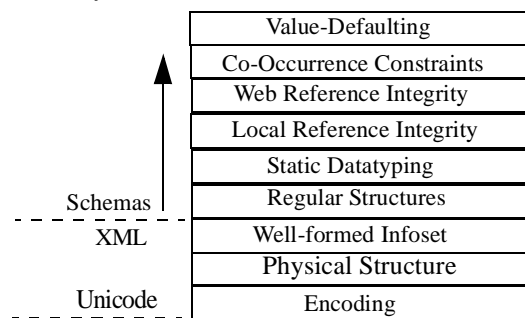 Value-Defaulting
Co-Occurrence Constraints
Web Reference Integrity
Local Reference Integrity
Static Datatyping
Schemas
Regular Structures
XML
Well-formed Infoset
Physical Structure
Unicode
Encoding